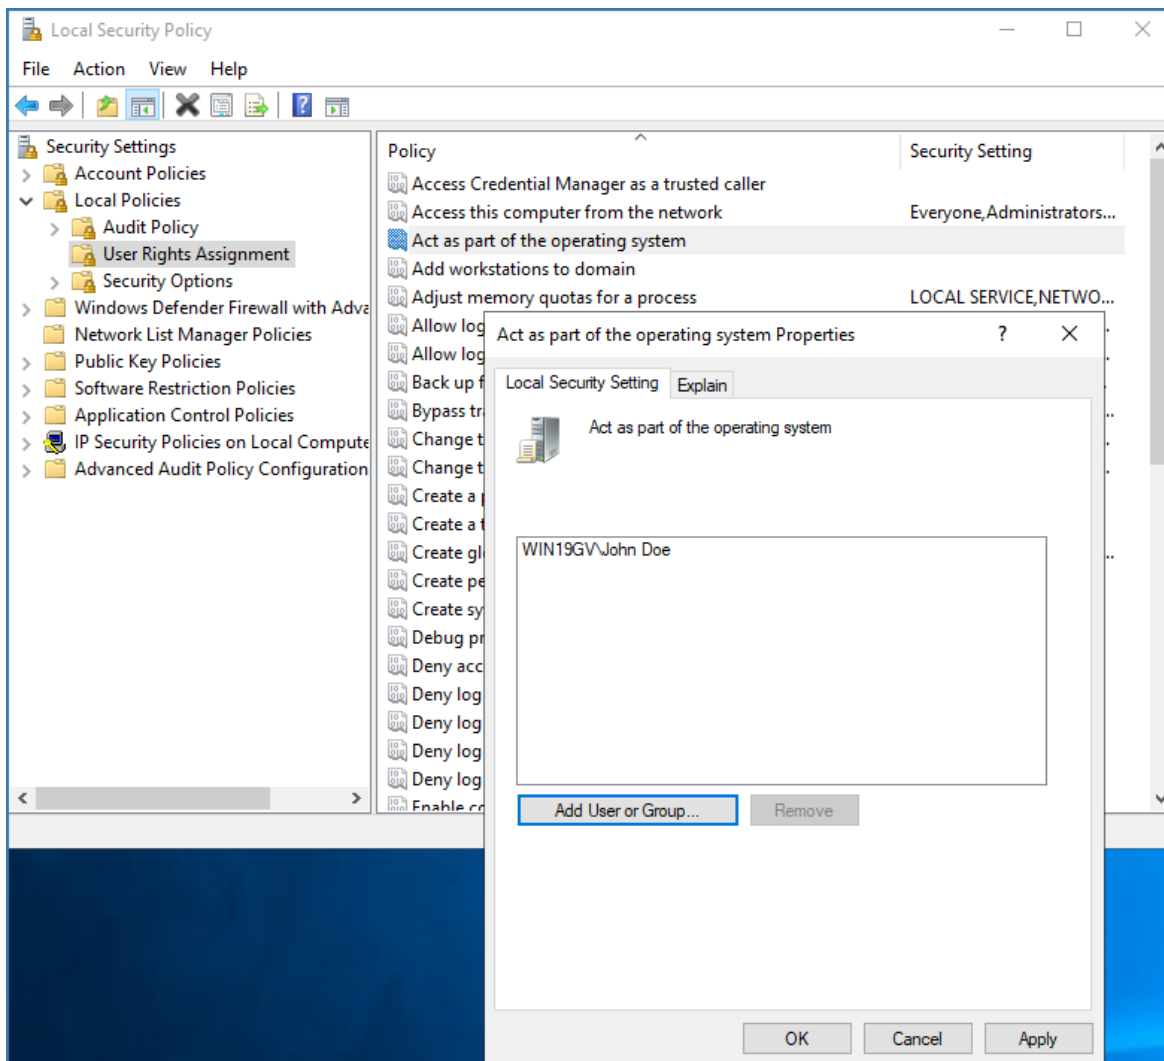 Local Security Policy
File Action View Help
Security Settings
Account Policies
Local Policies
Audit Policy
User Rights Assignment
Security Options
Windows Defender Firewall with Adva
Network List Manager Policies
Public Key Policies
Software Restriction Policies
Application Control Policies
IP Security Policies on Local Compute
Advanced Audit Policy Configuration
Policy Security Setting
Access Credential Manager as a trusted caller
Access this computer from the network Everyone,Administrators...
Act as part of the operating system
Add workstations to domain
Adjust memory quotas for a process LOCAL SERVICE,NETWO...
Allow log
Allow log
Back up f
Bypass tra
Change t
Change t
Create a p
Create a t
Create glo
Create pe
Create sy
Debug pr
Deny acc
Deny log
Deny log
Deny log
Deny log
Enable co
Act as part of the operating system Properties ?
Local Security Setting Explain
Act as part of the operating system
WIN19GV\John Doe
Add User or Group... Remove
OK Cancel Apply